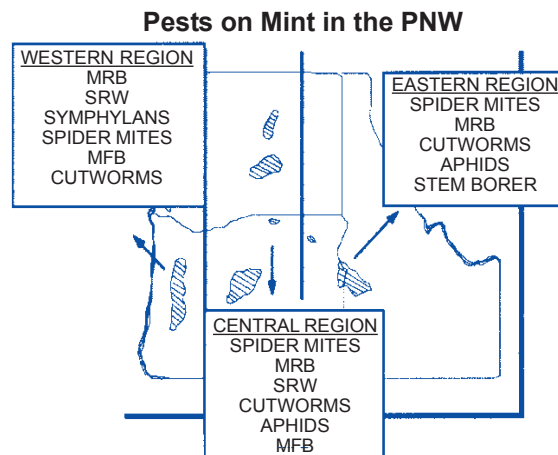 Pests on Mint in the PNW
WESTERN REGION
MRB
SRW
SYMPHYLANS
SPIDER MITES
MFB
CUTWORMS
EASTERN REGION
SPIDER MITES
MRB
CUTWORMS
APHIDS
STEM BORER
CENTRAL REGION
SPIDER MITES
MRB
SRW
CUTWORMS
APHIDS
MFB